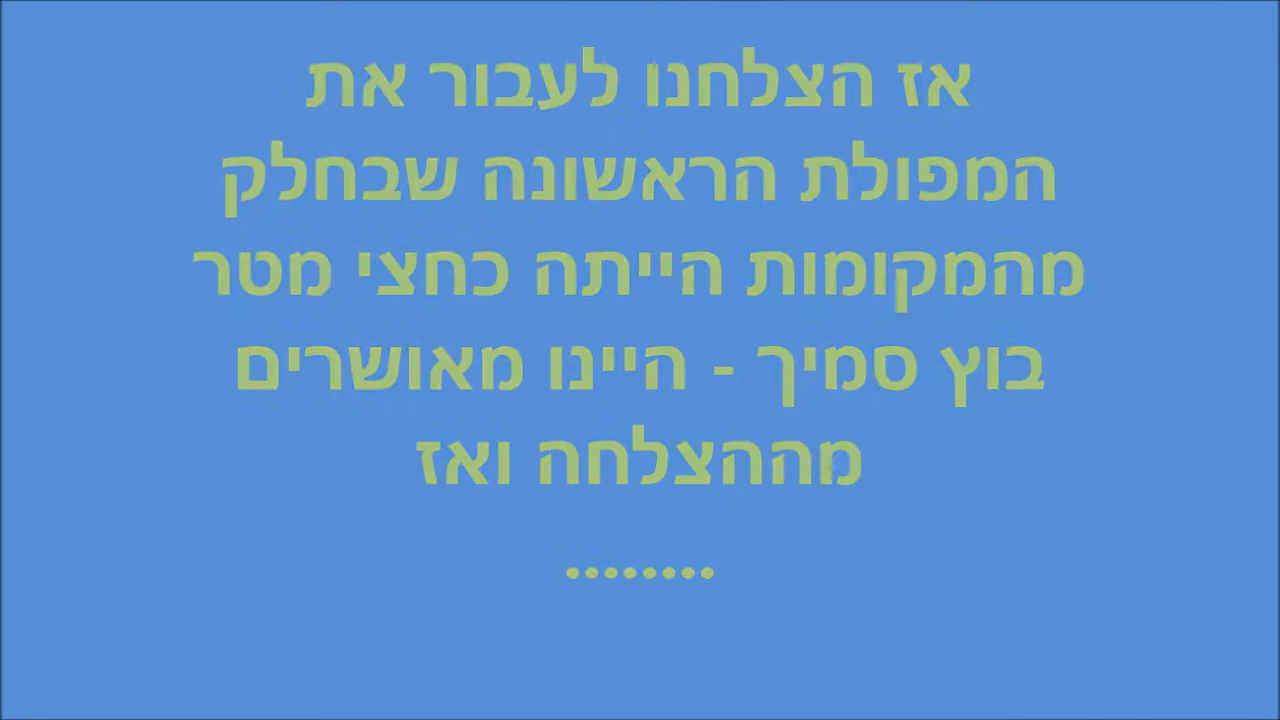 אז הצלחנו לעבור את
המפולת הראשונה שבחלק
מהמקומות הייתה כחצי מטר
בוץ סמיך - היינו מאושרים
מההצלחה ואז
........